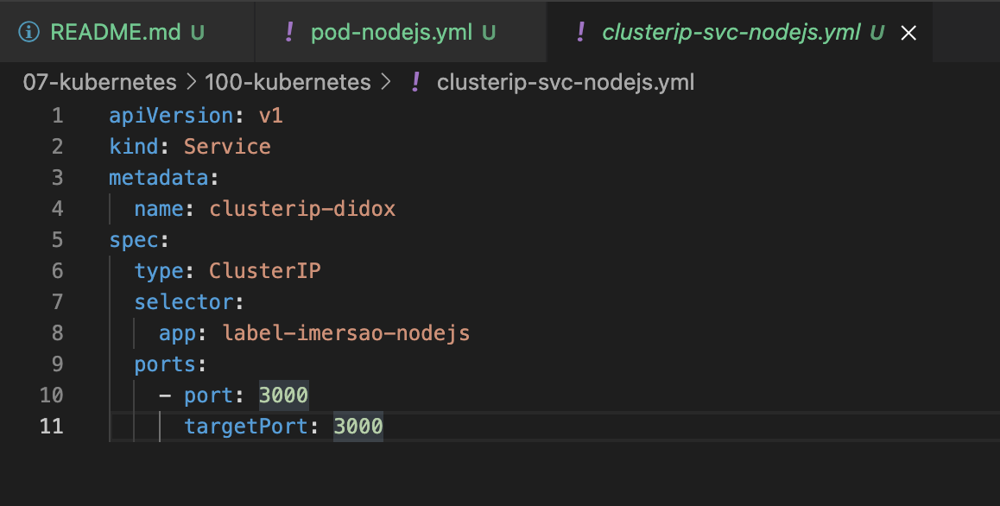 README.md U ! pod-nodejs.yml U ! clusterip-svc-nodejs.yml U
07-kubernetes > 100-kubernetes > ! clusterip-svc-nodejs.yml
1 apiVersion: v1
2 kind: Service
3 metadata:
4   name: clusterip-didox
5 spec:
6   type: ClusterIP
7   selector:
8     app: label-imersao-nodejs
9   ports:
10     - port: 3000
11       targetPort: 3000